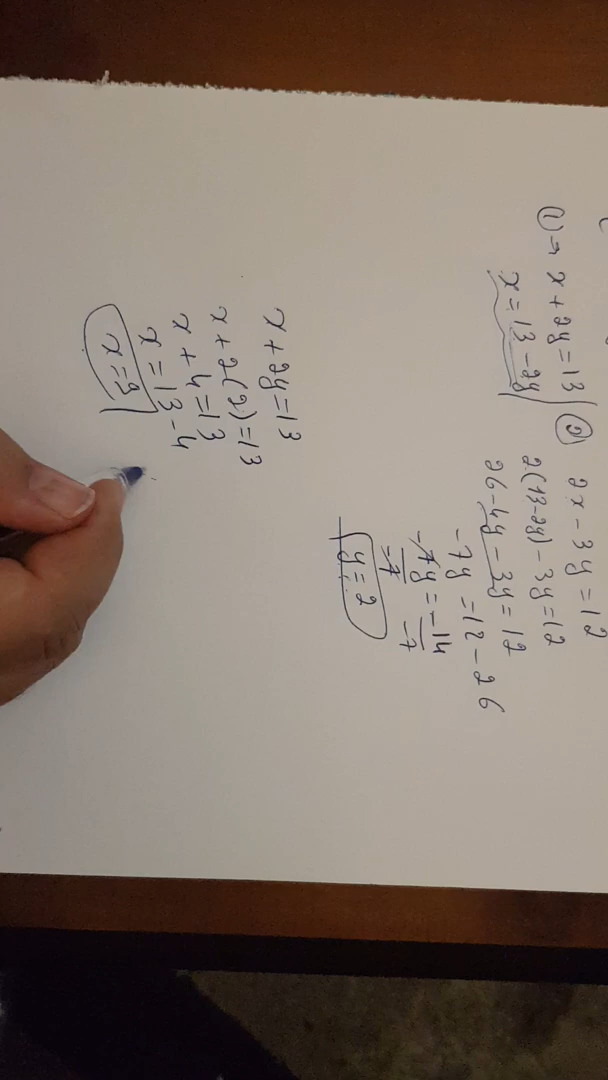 ① ⇒ x + 2y = 13
x = 13 - 2y
② 2x - 3y = 12
2(13-2y) - 3y = 12
26 - 4y - 3y = 12
-7y = 12 - 26
-7y = -14
-7 -7
y = 2
x + 2y = 13
x + 2(2) = 13
x + 4 = 13
x = 13 - 4
x = 9